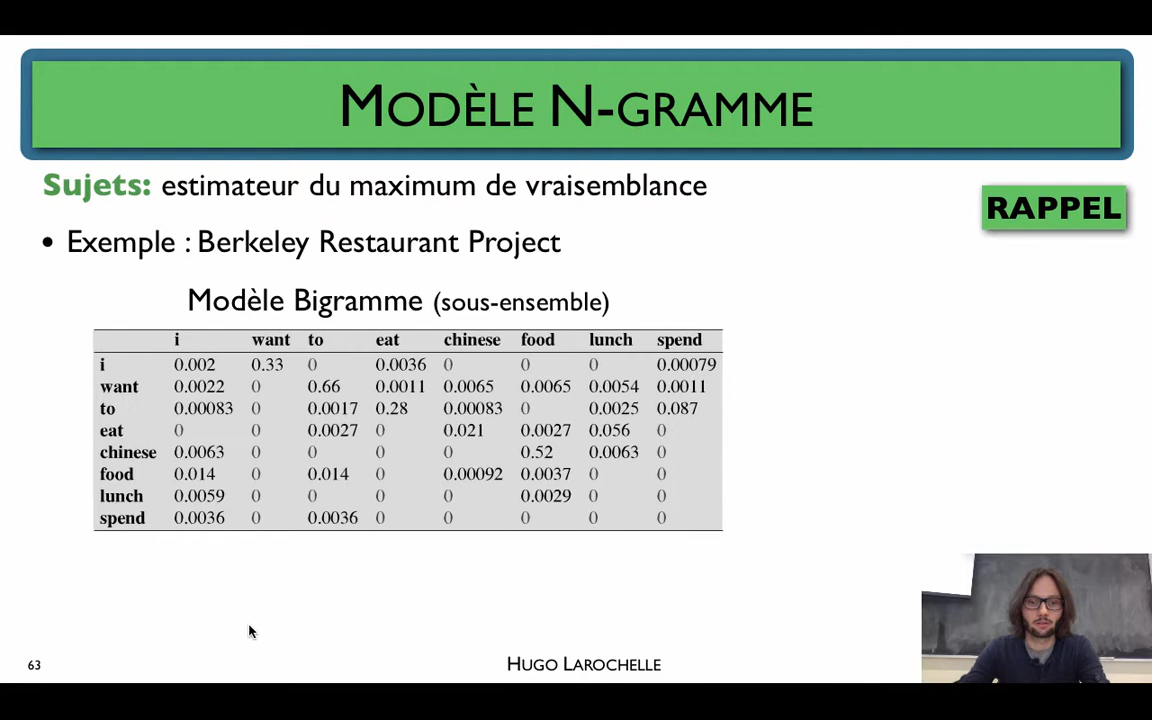 MODÈLE N-GRAMME
Sujets: estimateur du maximum de vraisemblance
RAPPEL
• Exemple : Berkeley Restaurant Project
Modèle Bigramme (sous-ensemble)
i want to eat chinese food lunch spend
i 0.002 0.33 0 0.0036 0 0 0 0.00079
want 0.0022 0 0.66 0.0011 0.0065 0.0065 0.0054 0.0011
to 0.00083 0 0.0017 0.28 0.00083 0 0.0025 0.087
eat 0 0 0.0027 0 0.021 0.0027 0.056 0
chinese 0.0063 0 0 0 0 0.52 0.0063 0
food 0.014 0 0.014 0 0.00092 0.0037 0 0
lunch 0.0059 0 0 0 0 0.0029 0 0
spend 0.0036 0 0.0036 0 0 0 0 0
63
HUGO LAROCHELLE